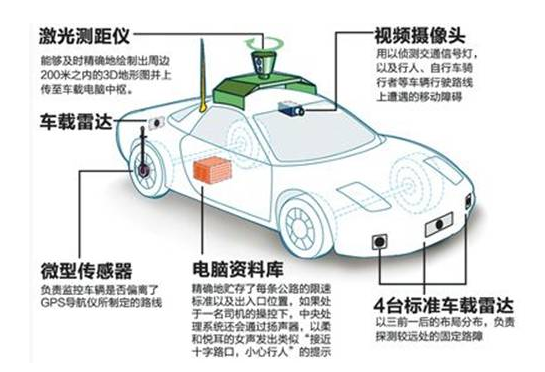 激光测距仪
能够及时精确地绘制出周边
200米之内的3D地形图并上
传至车载电脑中枢。
视频摄像头
用以侦测交通信号灯，
以及行人、自行车骑
行者等车辆行驶路线
上遭遇的移动障碍
车载雷达
微型传感器
负责监控车辆是否偏离了
GPS导航仪所制定的路线
电脑资料库
精确地贮存了每条公路的限速
标准以及出入口位置，如果处
于一名司机的操控下，中央处
理系统还会通过扬声器，以柔
和悦耳的女声发出类似“接近
十字路口，小心行人”的提示
4台标准车载雷达
以三前一后的布局分布，负责
探测较远处的固定路障